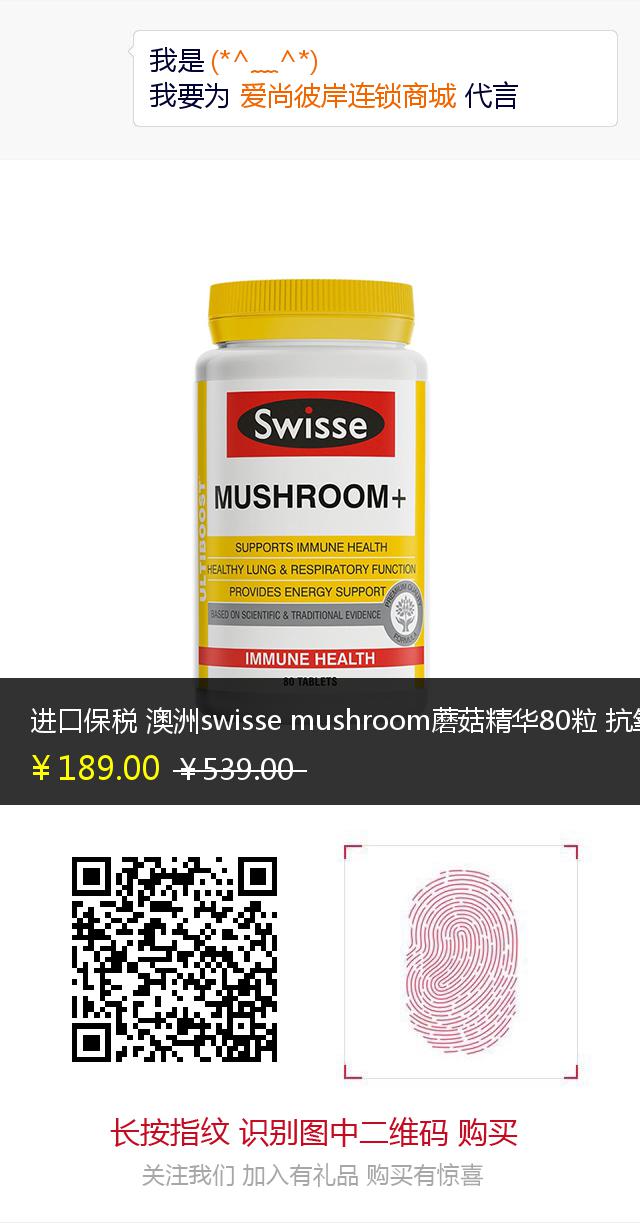 我是 (*^﹏^*)
我要为 爱尚彼岸连锁商城 代言
Swisse
ULTIBOOST
MUSHROOM+
SUPPORTS IMMUNE HEALTH
HEALTHY LUNG & RESPIRATORY FUNCTION
PROVIDES ENERGY SUPPORT
BASED ON SCIENTIFIC & TRADITIONAL EVIDENCE
PREMIUM QUALITY
FORMULA
IMMUNE HEALTH
80 TABLETS
进口保税 澳洲swisse mushroom蘑菇精华80粒 抗
￥189.00 ￥539.00
长按指纹 识别图中二维码 购买
关注我们 加入有礼品 购买有惊喜